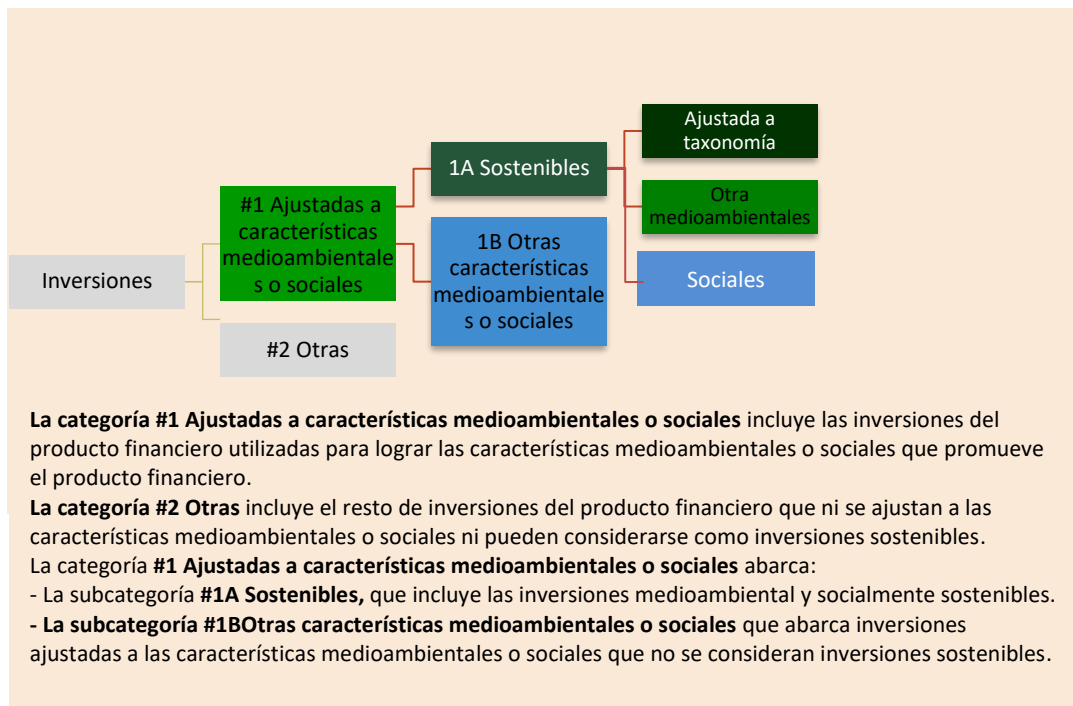 Ajustada a
taxonomía
1A Sostenibles
Otra
medioambientales
#1 Ajustadas a
características
medioambientale
s o sociales
1B Otras
características
medioambientale
s o sociales
Inversiones
Sociales
#2 Otras
La categoría #1 Ajustadas a características medioambientales o sociales incluye las inversiones del
producto financiero utilizadas para lograr las características medioambientales o sociales que promueve
el producto financiero.
La categoría #2 Otras incluye el resto de inversiones del producto financiero que ni se ajustan a las
características medioambientales o sociales ni pueden considerarse como inversiones sostenibles.
La categoría #1 Ajustadas a características medioambientales o sociales abarca:
- La subcategoría #1A Sostenibles, que incluye las inversiones medioambiental y socialmente sostenibles.
- La subcategoría #1BOtras características medioambientales o sociales que abarca inversiones
ajustadas a las características medioambientales o sociales que no se consideran inversiones sostenibles.